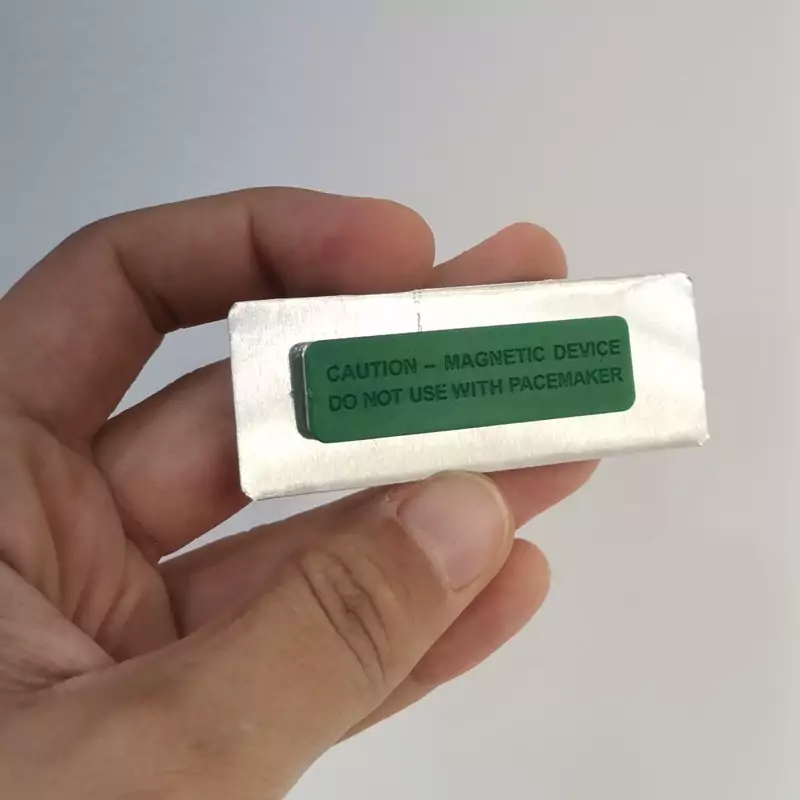 CAUTION – MAGNETIC DEVICE
DO NOT USE WITH PACEMAKER